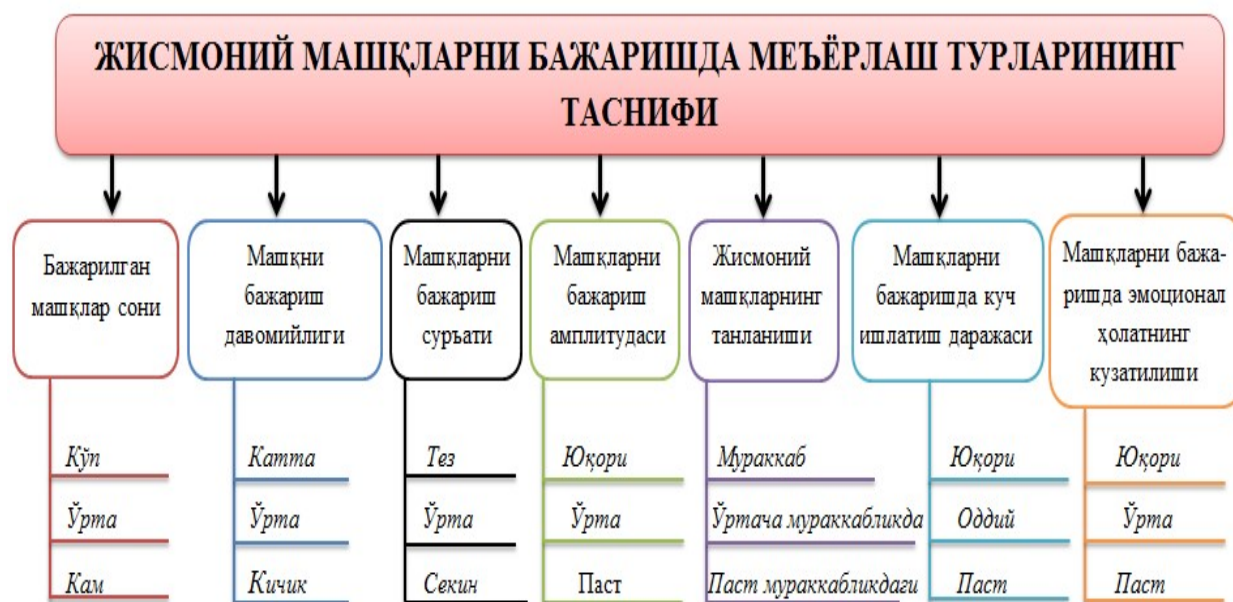 ЖИСМОНИЙ МАШҚЛАРНИ БАЖАРИШДА МЕЪЁРЛАШ ТУРЛАРИНИНГ
ТАСНИФИ
Бажарилган
машқлар сони
Кўп
Ўрта
Кам
Машқни
бажариш
давомийлиги
Катта
Ўрта
Кичик
Машқларни
бажариш
суръати
Тез
Ўрта
Секин
Машқларни
бажариш
амплитудаси
Юқори
Ўрта
Паст
Жисмоний
машқларнинг
танланиши
Мураккаб
Ўртача мураккабликда
Паст мураккабликдаги
Машқларни
бажаришда куч
ишлатиш даражаси
Юқори
Оддий
Паст
Машқларни бажа-
ришда эмоционал
ҳолатнинг
кузатилиши
Юқори
Ўрта
Паст